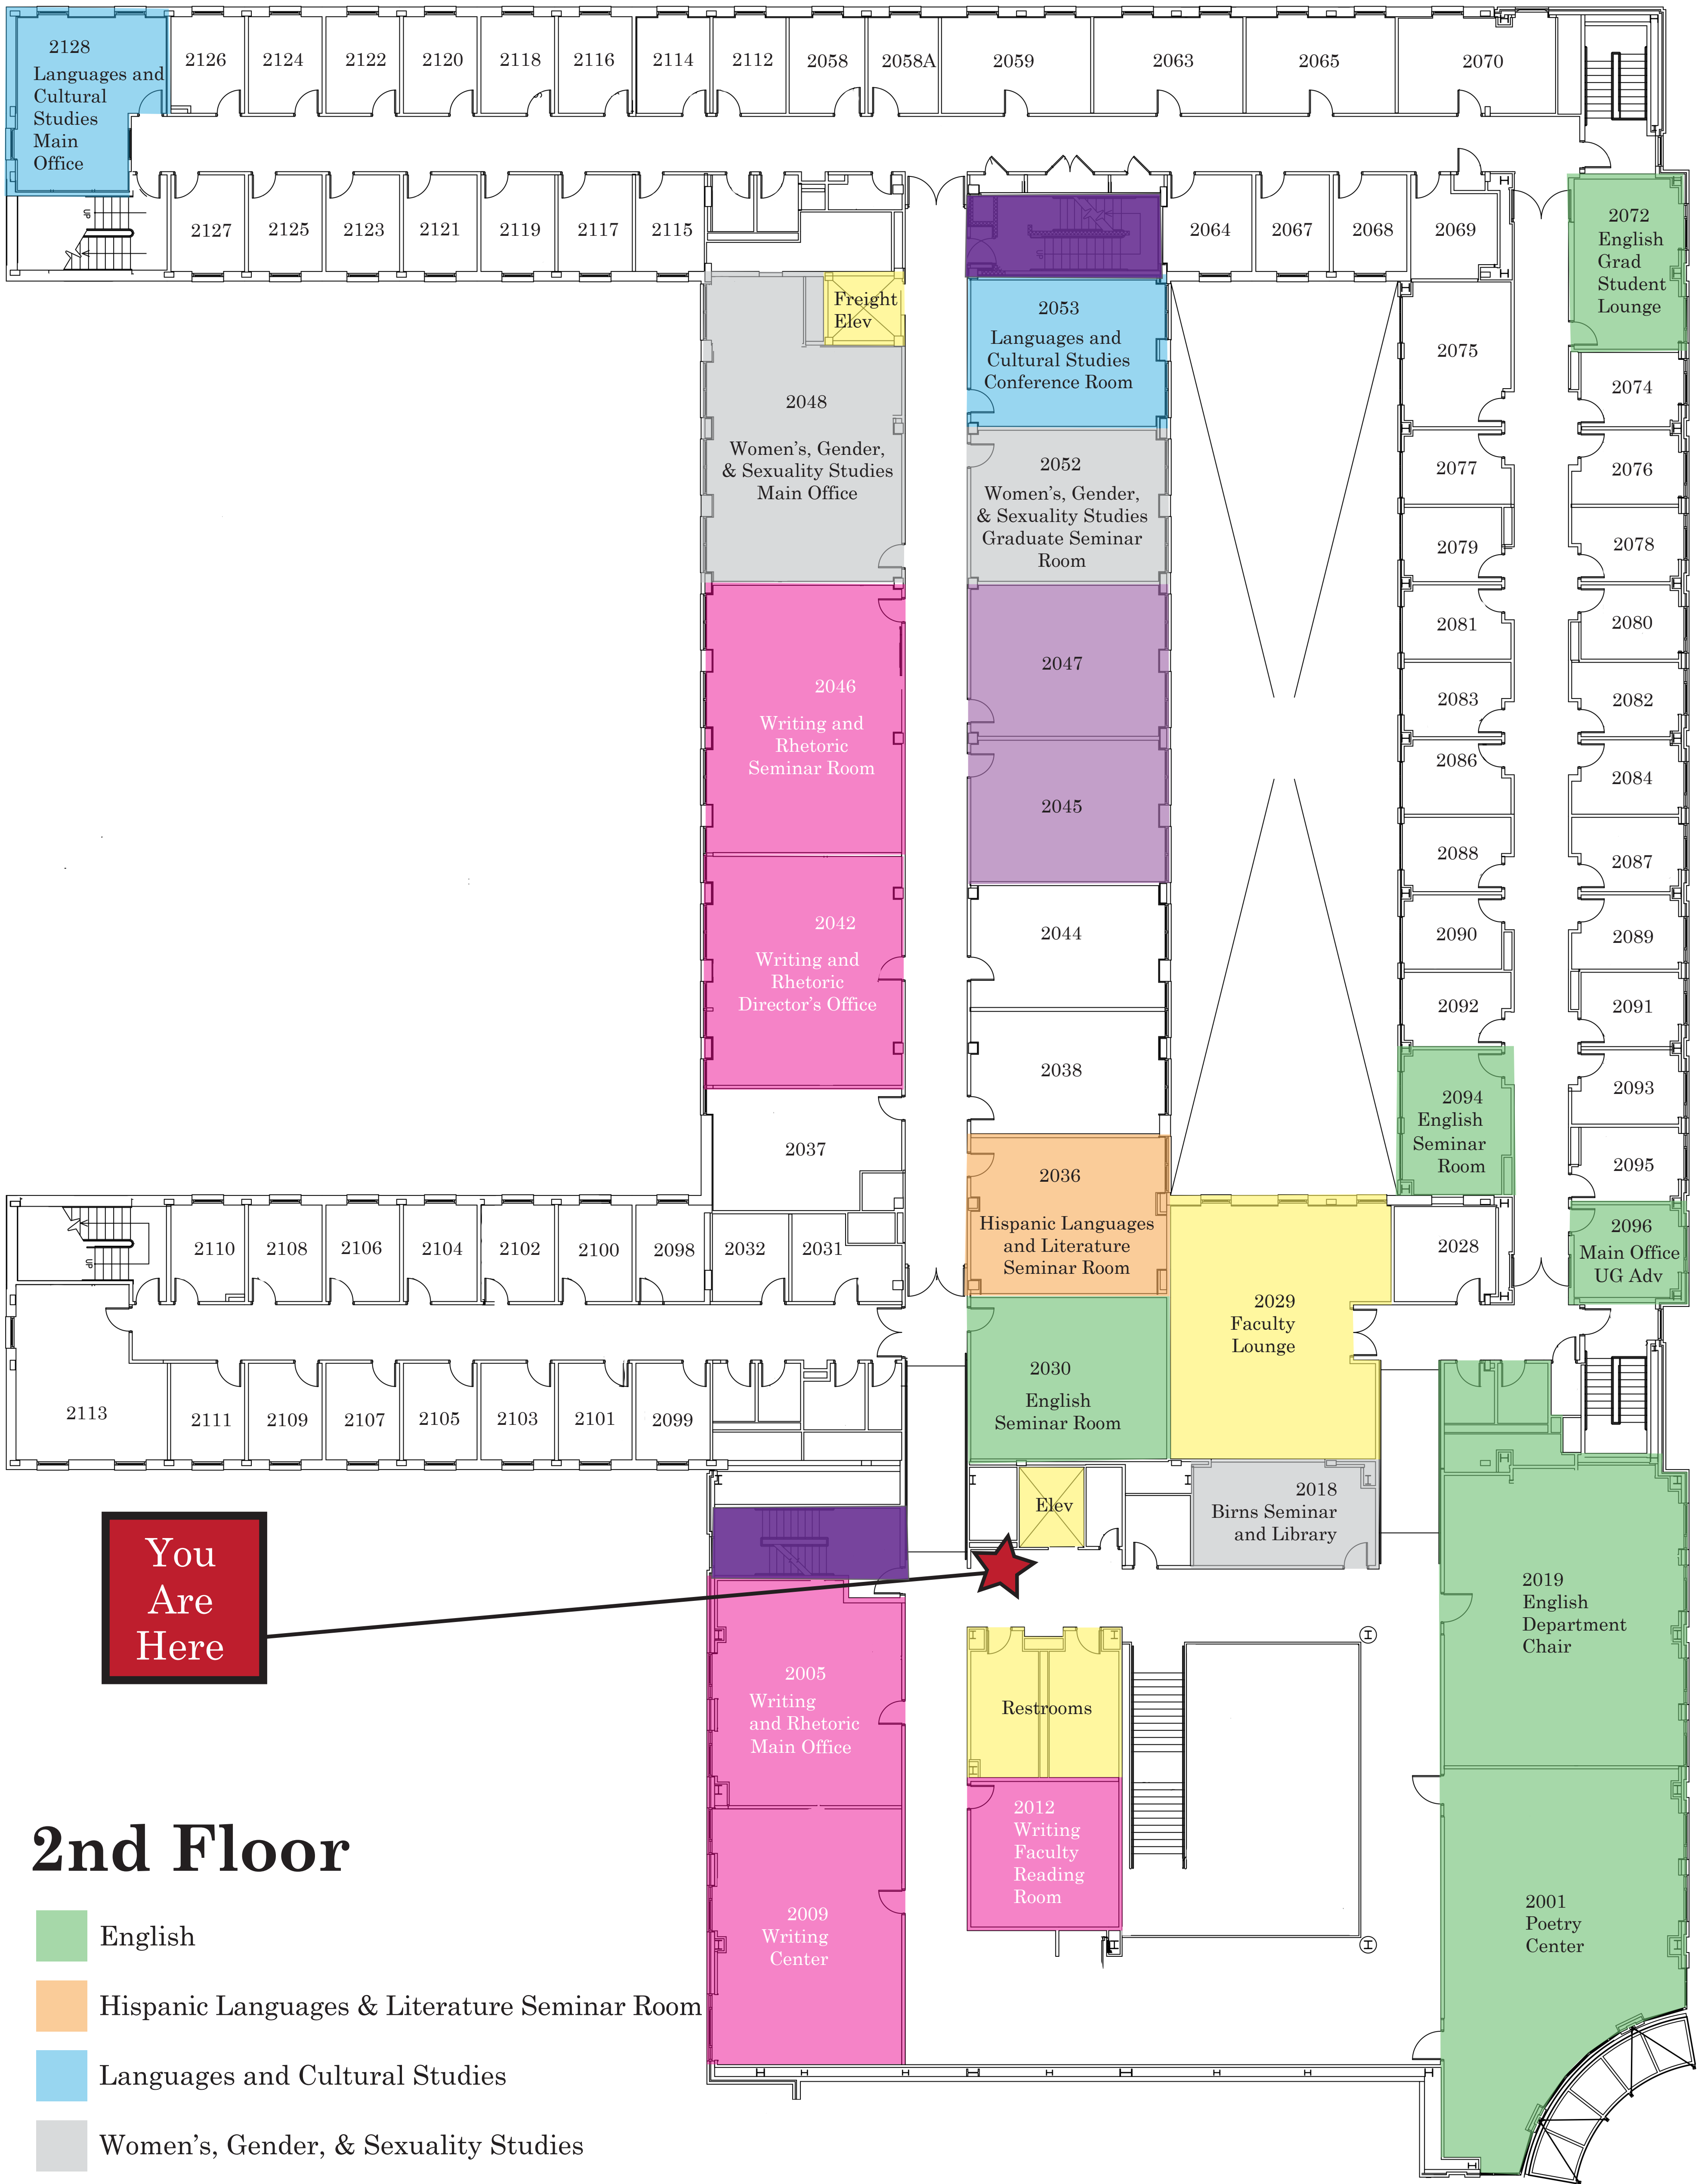 2128
Languages and
Cultural
Studies
Main
Office
2126
2124
2122
2120
2118
2116
2114
2112
2058
2058A
2059
2063
2065
2070
2127
2125
2123
2121
2119
2117
2115
2064
2067
2068
2069
2072
English
Grad
Student
Lounge
UP
UP
Freight
Elev
2053
Languages and
Cultural Studies
Conference Room
2075
2074
2048
Women's, Gender,
& Sexuality Studies
Main Office
2052
Women's, Gender,
& Sexuality Studies
Graduate Seminar
Room
2077
2076
2079
2078
2081
2080
2046
Writing and
Rhetoric
Seminar Room
2047
2083
2082
2086
2084
2045
2088
2087
2042
Writing and
Rhetoric
Director's Office
2044
2090
2089
2092
2091
2038
2094
English
Seminar
Room
2093
2037
2036
Hispanic Languages
and Literature
Seminar Room
2095
2096
Main Office
UG Adv
UP
2110
2108
2106
2104
2102
2100
2098
2032
2031
2028
2029
Faculty
Lounge
2030
English
Seminar Room
2113
2111
2109
2107
2105
2103
2101
2099
Elev
2018
Birns Seminar
and Library
You
Are
Here
2019
English
Department
Chair
2005
Writing
and Rhetoric
Main Office
Restrooms
2012
Writing
Faculty
Reading
Room
2009
Writing
Center
2001
Poetry
Center
2nd Floor
English
Hispanic Languages & Literature Seminar Room
Languages and Cultural Studies
Women's, Gender, & Sexuality Studies